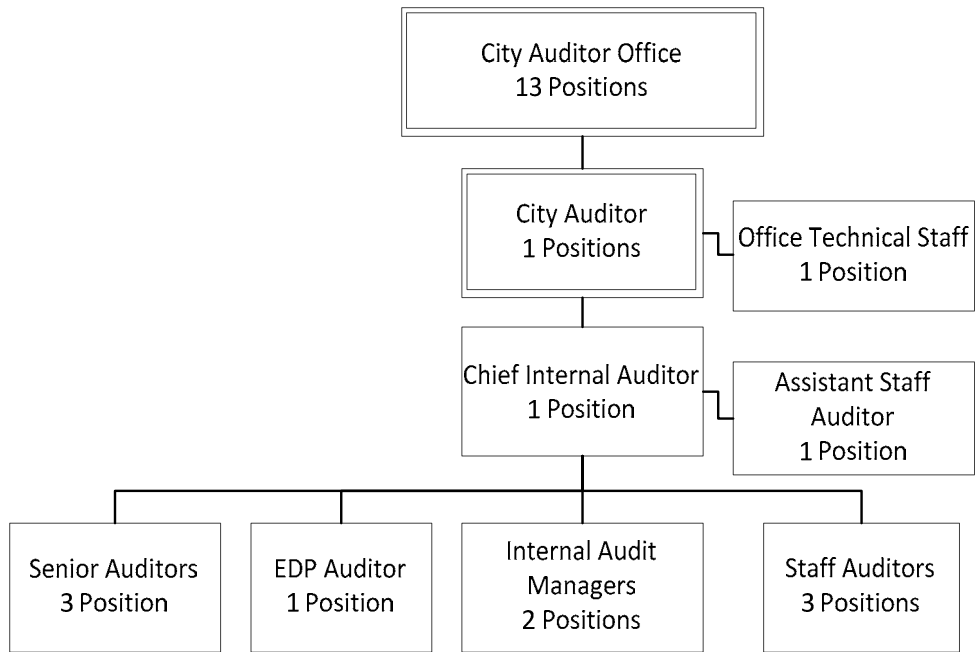 City Auditor Office
13 Positions
City Auditor
1 Positions
Office Technical Staff
1 Position
Chief Internal Auditor
1 Position
Assistant Staff
Auditor
1 Position
Senior Auditors
3 Position
EDP Auditor
1 Position
Internal Audit
Managers
2 Positions
Staff Auditors
3 Positions